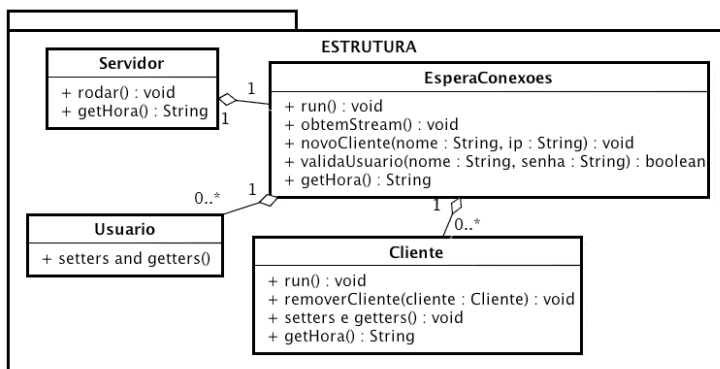 ESTRUTURA
Servidor
+ rodar() : void
+ getHora() : String
1
1
EsperaConexoes
+ run() : void
+ obtemStream() : void
+ novoCliente(nome : String, ip : String) : void
+ validaUsuario(nome : String, senha : String) : boolean
+ getHora() : String
1
0..*
1
0..*
Usuario
+ setters and getters()
Cliente
+ run() : void
+ removerCliente(cliente : Cliente) : void
+ setters e getters() : void
+ getHora() : String